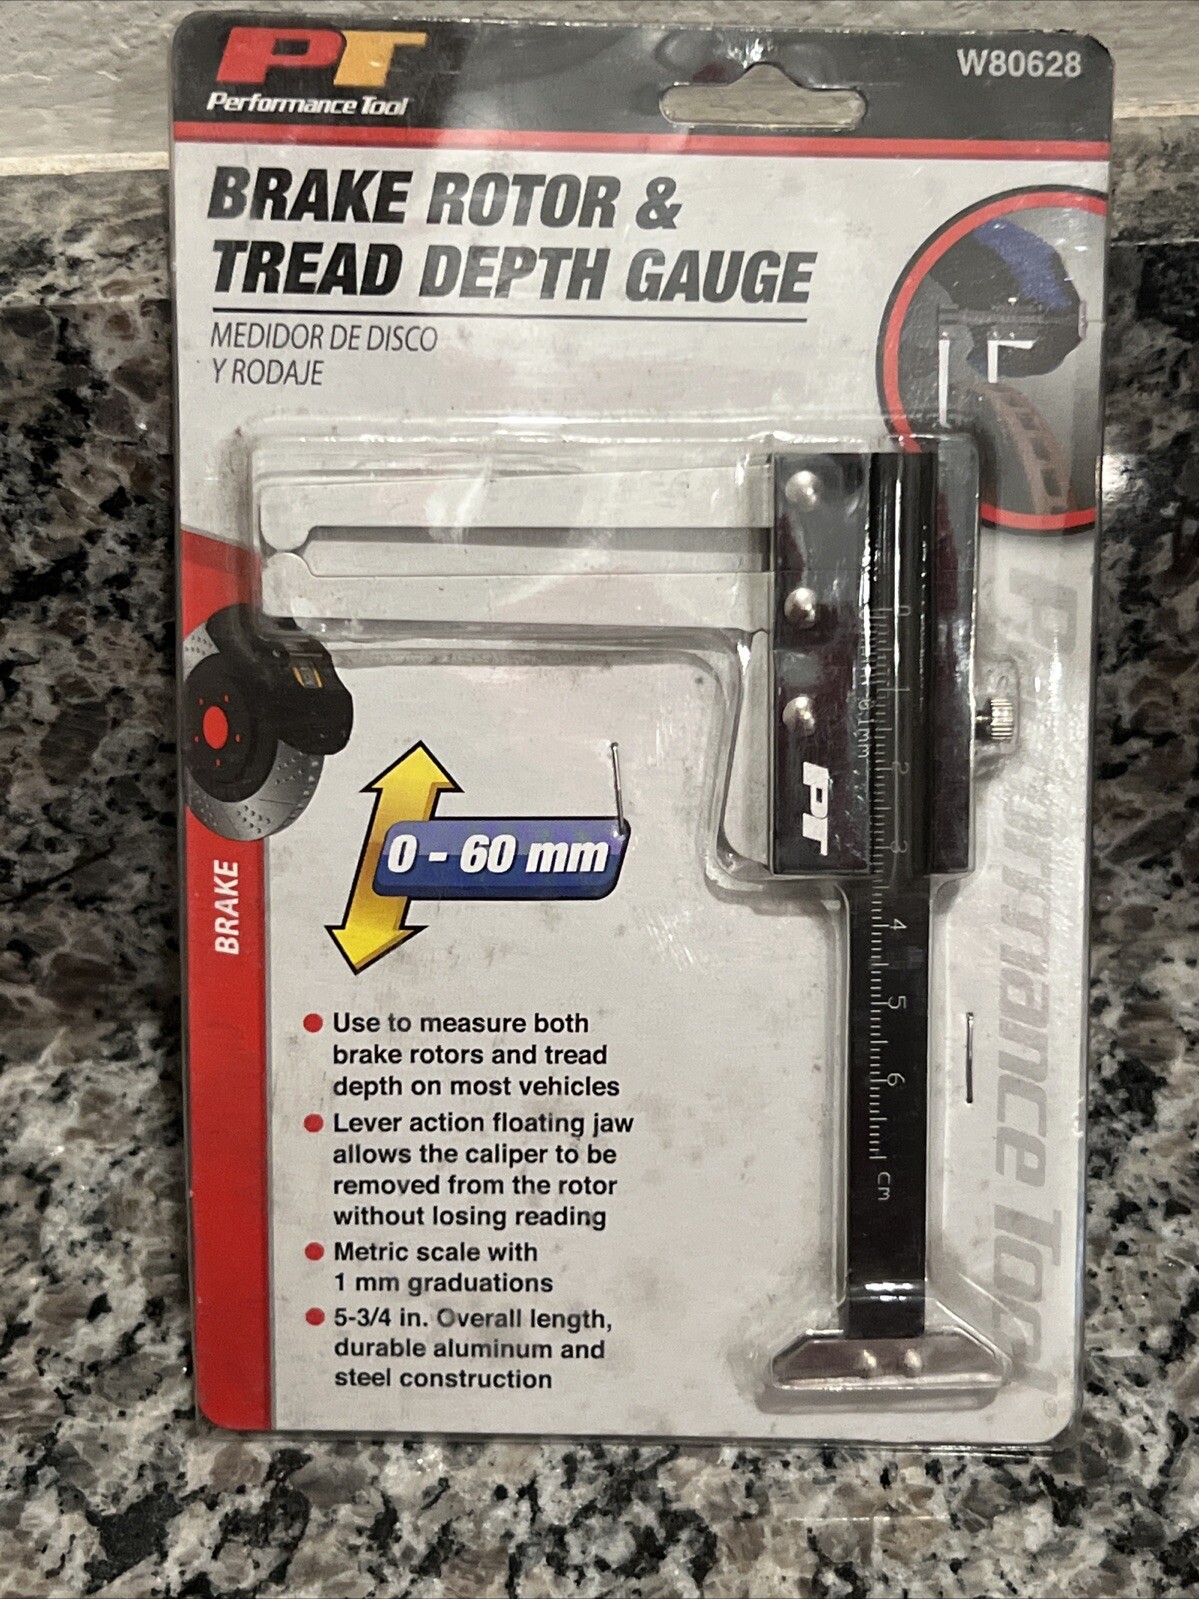 PT
Performance Tool
W80628
BRAKE ROTOR &
TREAD DEPTH GAUGE
MEDIDOR DE DISCO
Y RODAJE
0
2
3
4
5
6
cm
PT
BRAKE
0 - 60 mm
Use to measure both
brake rotors and tread
depth on most vehicles
Lever action floating jaw
allows the caliper to be
removed from the rotor
without losing reading
Metric scale with
1 mm graduations
5-3/4 in. Overall length,
durable aluminum and
steel construction
Performance Tool
®